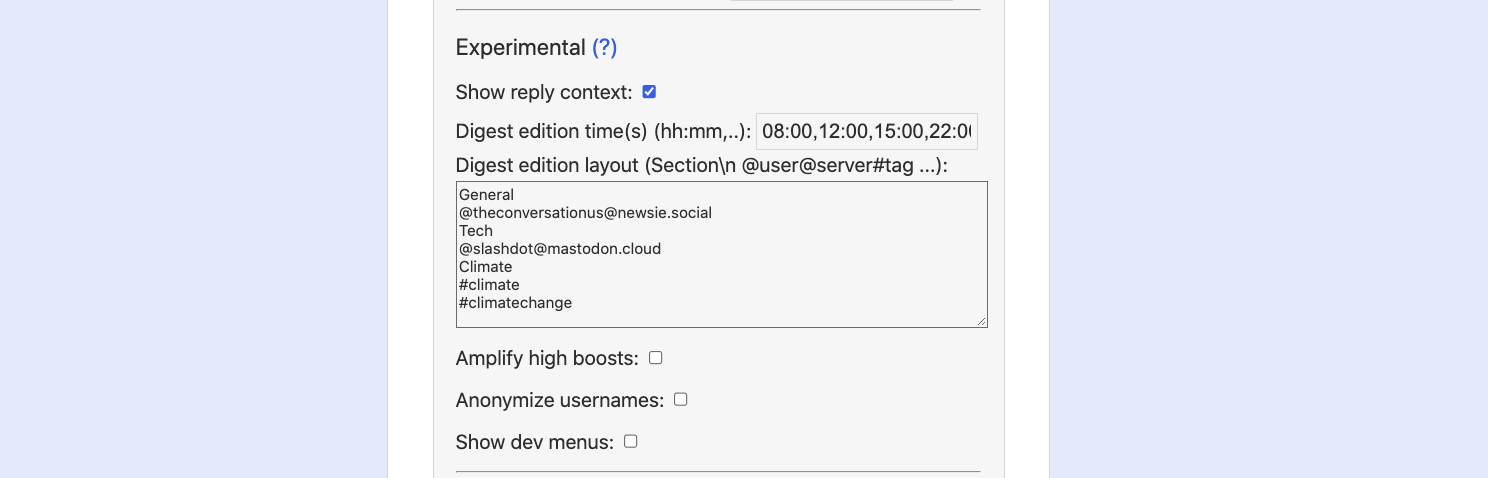 Experimental (?)
Show reply context:
Digest edition time(s) (hh:mm,..): 08:00,12:00,15:00,22:0
Digest edition layout (Section\n @user@server#tag ...):
General
@theconversationus@newsie.social
Tech
@slashdot@mastodon.cloud
Climate
#climate
#climatechange
Amplify high boosts:
Anonymize usernames:
Show dev menus: